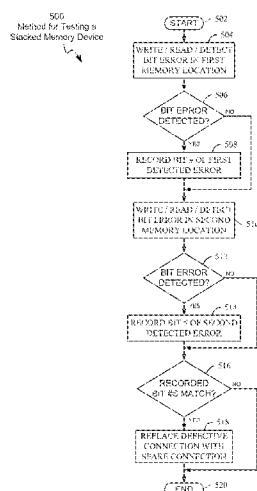 500
Method for Testing a
Stacked Memory Device
START
502
504
WRITE / READ / DETECT
BIT ERROR IN FIRST
MEMORY LOCATION
506
BIT ERROR
DETECTED?
NO
YES
508
RECORD BIT # OF FIRST
DETECTED ERROR
WRITE / READ / DETECT
BIT ERROR IN SECOND
MEMORY LOCATION
510
512
BIT ERROR
DETECTED?
NO
YES
514
RECORD BIT # OF SECOND
DETECTED ERROR
516
RECORDED
BIT #S MATCH?
NO
YES
518
REPLACE DEFECTIVE
CONNECTION WITH
SPARE CONNECTION
END
520